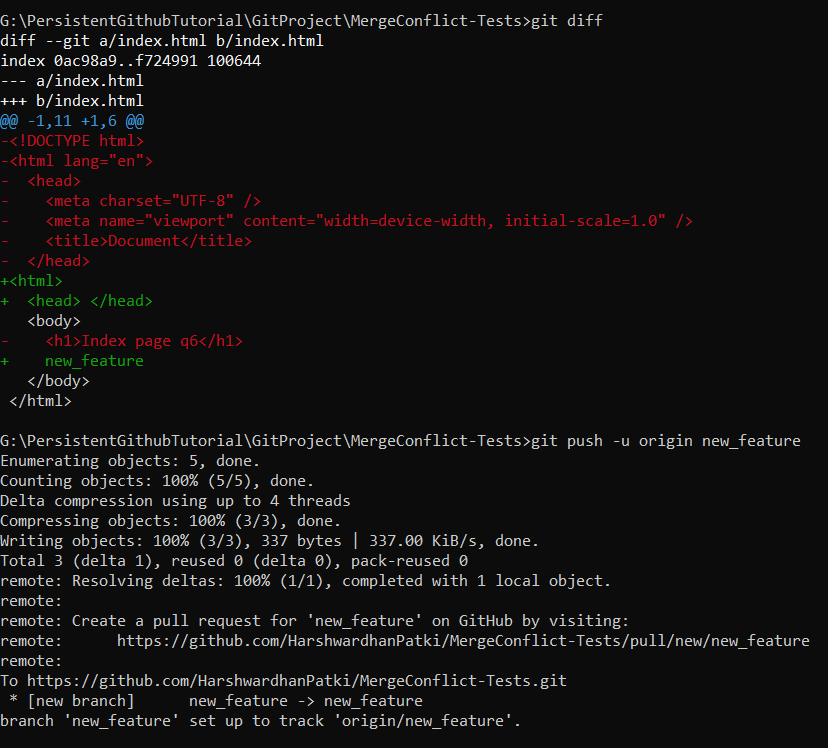 G:\PersistentGithubTutorial\GitProject\MergeConflict-Tests>git diff
diff --git a/index.html b/index.html
index 0ac98a9..f724991 100644
--- a/index.html
+++ b/index.html
@@ -1,11 +1,6 @@
-<!DOCTYPE html>
-<html lang="en">
-  <head>
-    <meta charset="UTF-8" />
-    <meta name="viewport" content="width=device-width, initial-scale=1.0" />
-    <title>Document</title>
-  </head>
+<html>
+  <head> </head>
   <body>
-    <h1>Index page q6</h1>
+    new_feature
   </body>
 </html>
G:\PersistentGithubTutorial\GitProject\MergeConflict-Tests>git push -u origin new_feature
Enumerating objects: 5, done.
Counting objects: 100% (5/5), done.
Delta compression using up to 4 threads
Compressing objects: 100% (3/3), done.
Writing objects: 100% (3/3), 337 bytes | 337.00 KiB/s, done.
Total 3 (delta 1), reused 0 (delta 0), pack-reused 0
remote: Resolving deltas: 100% (1/1), completed with 1 local object.
remote:
remote: Create a pull request for 'new_feature' on GitHub by visiting:
remote:      https://github.com/HarshwardhanPatki/MergeConflict-Tests/pull/new/new_feature
remote:
To https://github.com/HarshwardhanPatki/MergeConflict-Tests.git
 * [new branch]      new_feature -> new_feature
branch 'new_feature' set up to track 'origin/new_feature'.